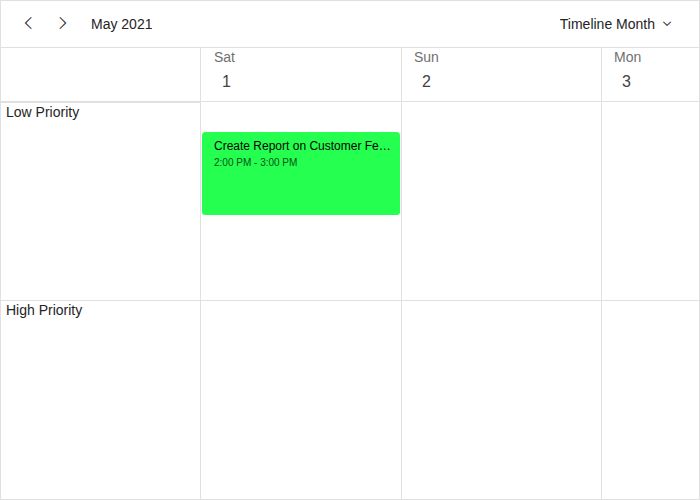 May 2021 Timeline Month
Sat Sun Mon
1 2 3
Low Priority
Create Report on Customer Fe...
2:00 PM - 3:00 PM
High Priority